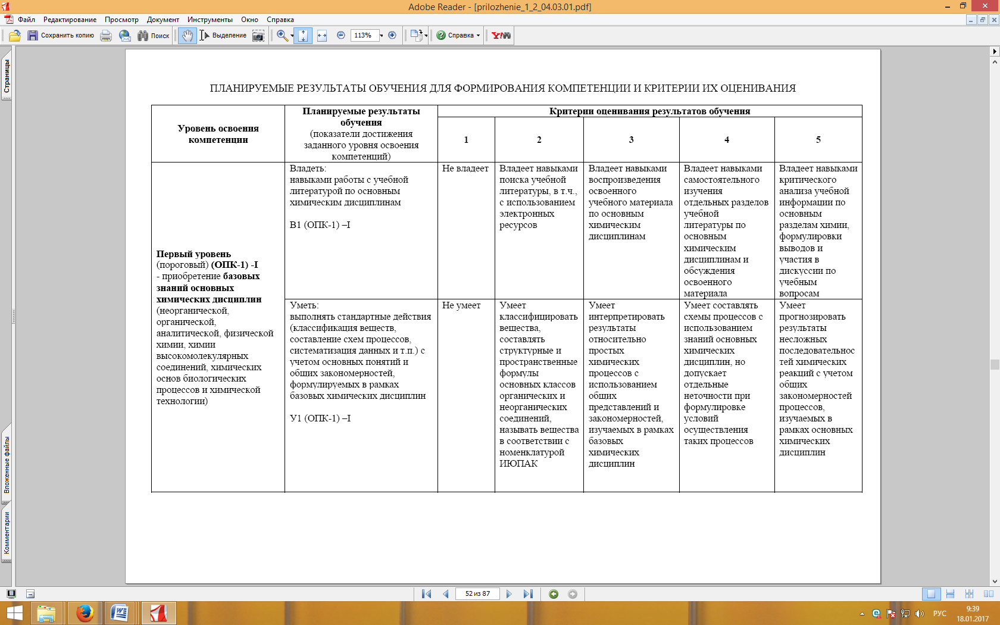 Adobe Reader - [prilozhenie_1_2_04.03.01.pdf]
Файл Редактирование Просмотр Документ Инструменты Окно Справка
Сохранить копию Поиск Выделение 113% Справка Y!
Страницы
Вложенные файлы
Комментарии
ПЛАНИРУЕМЫЕ РЕЗУЛЬТАТЫ ОБУЧЕНИЯ ДЛЯ ФОРМИРОВАНИЯ КОМПЕТЕНЦИИ И КРИТЕРИИ ИХ ОЦЕНИВАНИЯ
Уровень освоения
компетенции
Планируемые результаты
обучения
(показатели достижения
заданного уровня освоения
компетенций)
Критерии оценивания результатов обучения
1
2
3
4
5
Первый уровень
(пороговый) (ОПК-1) -I
- приобретение базовых
знаний основных
химических дисциплин
(неорганической,
органической,
аналитической, физической
химии, химии
высокомолекулярных
соединений, химических
основ биологических
процессов и химической
технологии)
Владеть:
навыками работы с учебной
литературой по основным
химическим дисциплинам
В1 (ОПК-1) –I
Не владеет
Владеет навыками
поиска учебной
литературы, в т.ч.,
с использованием
электронных
ресурсов
Владеет навыками
воспроизведения
освоенного
учебного материала
по основным
химическим
дисциплинам
Владеет навыками
самостоятельного
изучения
отдельных разделов
учебной
литературы по
основным
химическим
дисциплинам и
обсуждения
освоенного
материала
Владеет навыками
критического
анализа учебной
информации по
основным
разделам химии,
формулировки
выводов и
участия в
дискуссии по
учебным
вопросам
Уметь:
выполнять стандартные действия
(классификация веществ,
составление схем процессов,
систематизация данных и т.п.) с
учетом основных понятий и
общих закономерностей,
формулируемых в рамках
базовых химических дисциплин
У1 (ОПК-1) –I
Не умеет
Умеет
классифицировать
вещества,
составлять
структурные и
пространственные
формулы
основных классов
органических и
неорганических
соединений,
называть вещества
в соответствии с
номенклатурой
ИЮПАК
Умеет
интерпретировать
результаты
относительно
простых
химических
процессов с
использованием
общих
представлений и
закономерностей,
изучаемых в рамках
базовых
химических
дисциплин
Умеет составлять
схемы процессов с
использованием
знаний основных
химических
дисциплин, но
допускает
отдельные
неточности при
формулировке
условий
осуществления
таких процессов
Умеет
прогнозировать
результаты
несложных
последовательнос
тей химических
реакций с учетом
общих
закономерностей
процессов,
изучаемых в
рамках основных
химических
дисциплин
52 из 87
РУС
9:39
18.01.2017